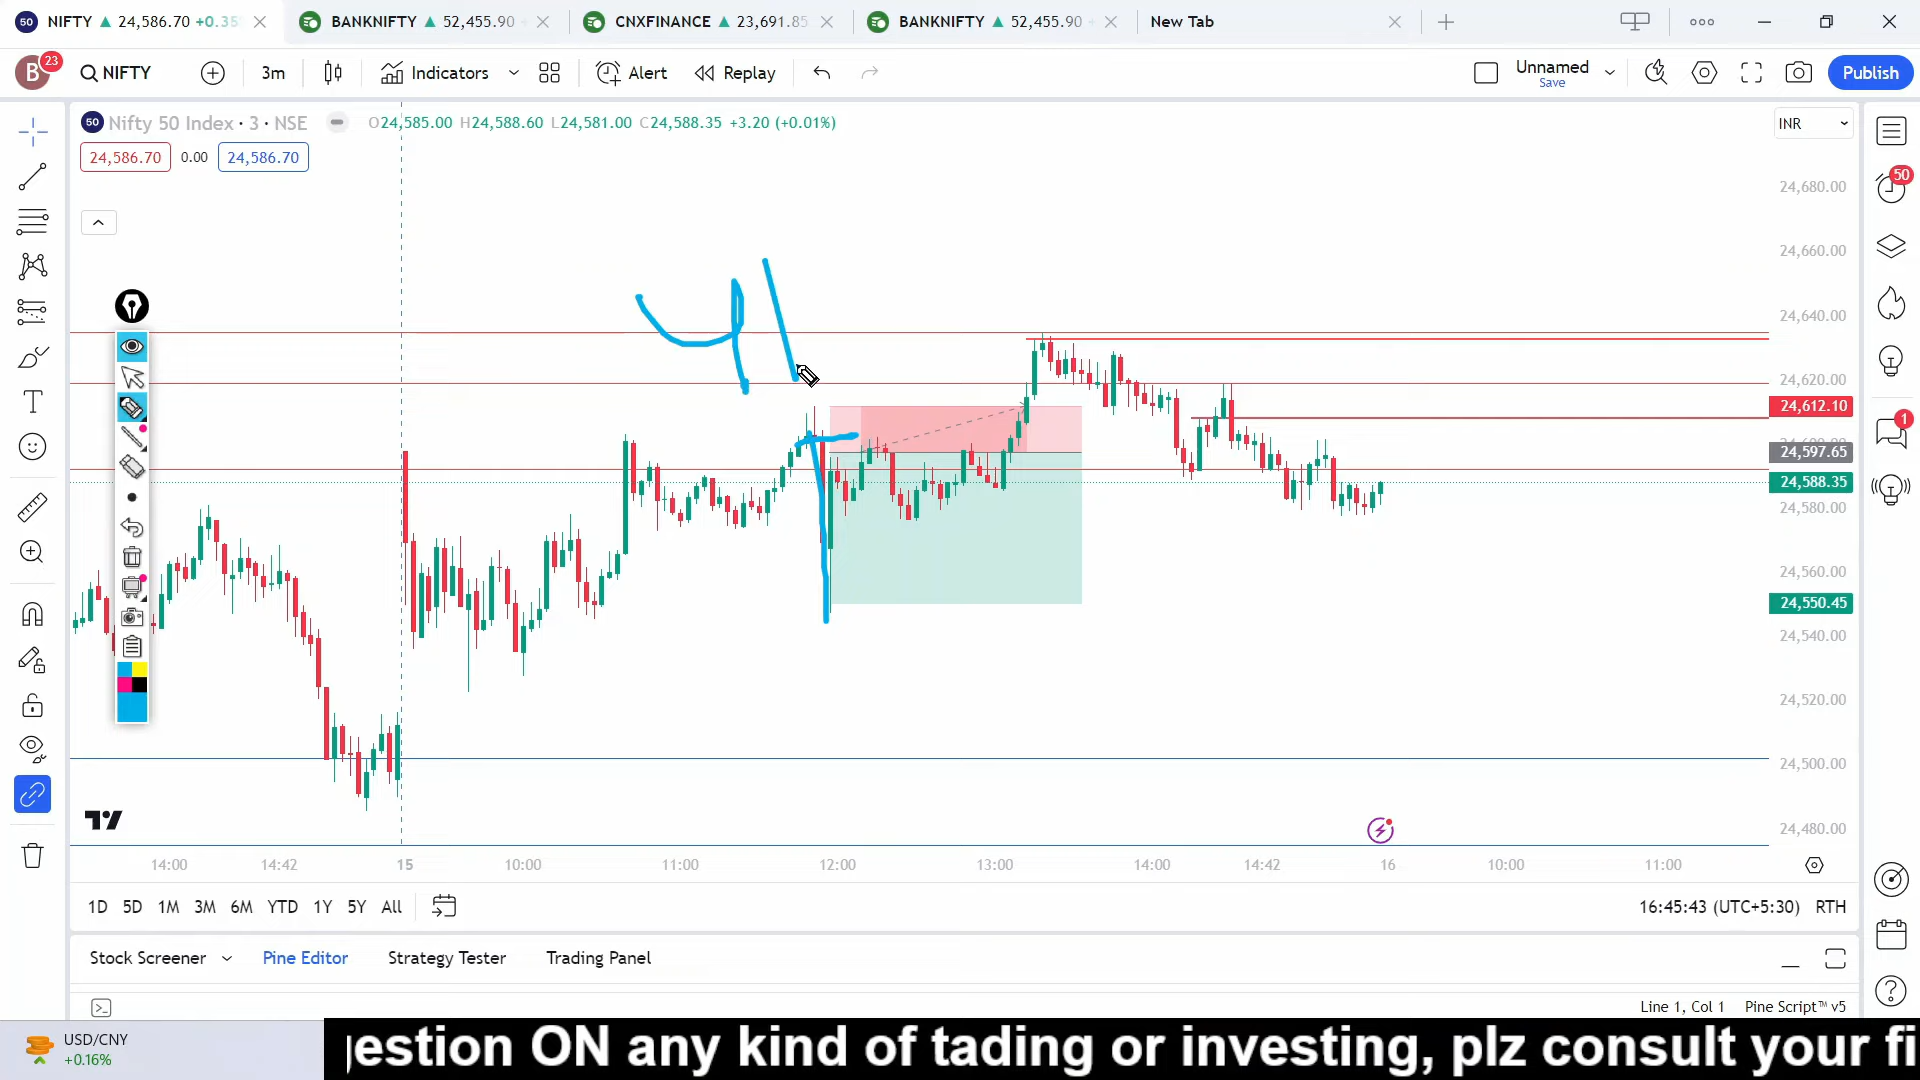 NIFTY ▲ 24,586.70 +0.35
BANKNIFTY ▲ 52,455.90
CNXFINANCE ▲ 23,691.85
BANKNIFTY ▲ 52,455.90
New Tab
B 23
NIFTY
3m
Indicators
Alert
Replay
Unnamed
Save
Publish
50 Nifty 50 Index · 3 · NSE
O24,585.00 H24,588.60 L24,581.00 C24,588.35 +3.20 (+0.01%)
INR
24,586.70 0.00 24,586.70
50
1
24,680.00
24,660.00
24,640.00
24,620.00
24,612.10
24,597.65
24,588.35
24,580.00
24,560.00
24,550.45
24,540.00
24,520.00
24,500.00
24,480.00
14:00 14:42 15 10:00 11:00 12:00 13:00 14:00 14:42 16 10:00 11:00
1D 5D 1M 3M 6M YTD 1Y 5Y All
16:45:43 (UTC+5:30) RTH
Stock Screener Pine Editor Strategy Tester Trading Panel
Line 1, Col 1 Pine Script™ v5
USD/CNY
+0.16%
estion ON any kind of tading or investing, plz consult your fi